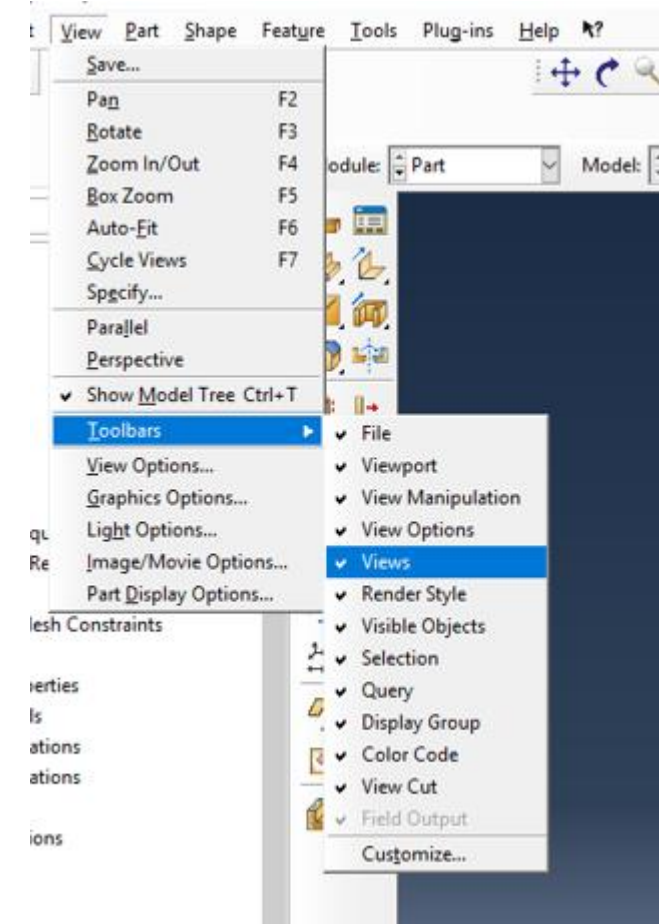 View Part Shape Feature Tools Plug-ins Help
Save...
Pan F2
Rotate F3
Zoom In/Out F4
odule: Part Model:
Box Zoom F5
Auto-Fit F6
Cycle Views F7
Specify...
Parallel
Perspective
Show Model Tree Ctrl+T
Toolbars
View Options...
Graphics Options...
Light Options...
Image/Movie Options...
Part Display Options...
File
Viewport
View Manipulation
View Options
Views
Render Style
Visible Objects
Selection
Query
Display Group
Color Code
View Cut
Field Output
Customize...
qu
Re
lesh Constraints
perties
ls
ations
ations
ions